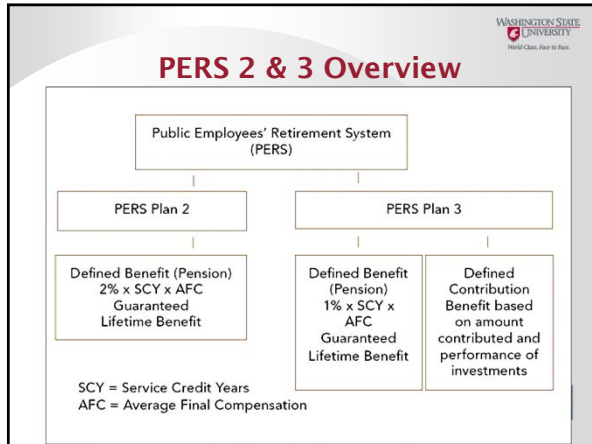 WASHINGTON STATE
UNIVERSITY
World Class. Face to Face.
PERS 2 & 3 Overview
Public Employees' Retirement System
(PERS)
PERS Plan 2
PERS Plan 3
Defined Benefit (Pension)
2% x SCY x AFC
Guaranteed
Lifetime Benefit
Defined
Benefit
(Pension)
1% x SCY x
AFC
Guaranteed
Lifetime Benefit
Defined
Contribution
Benefit based
on amount
contributed and
performance of
investments
SCY = Service Credit Years
AFC = Average Final Compensation